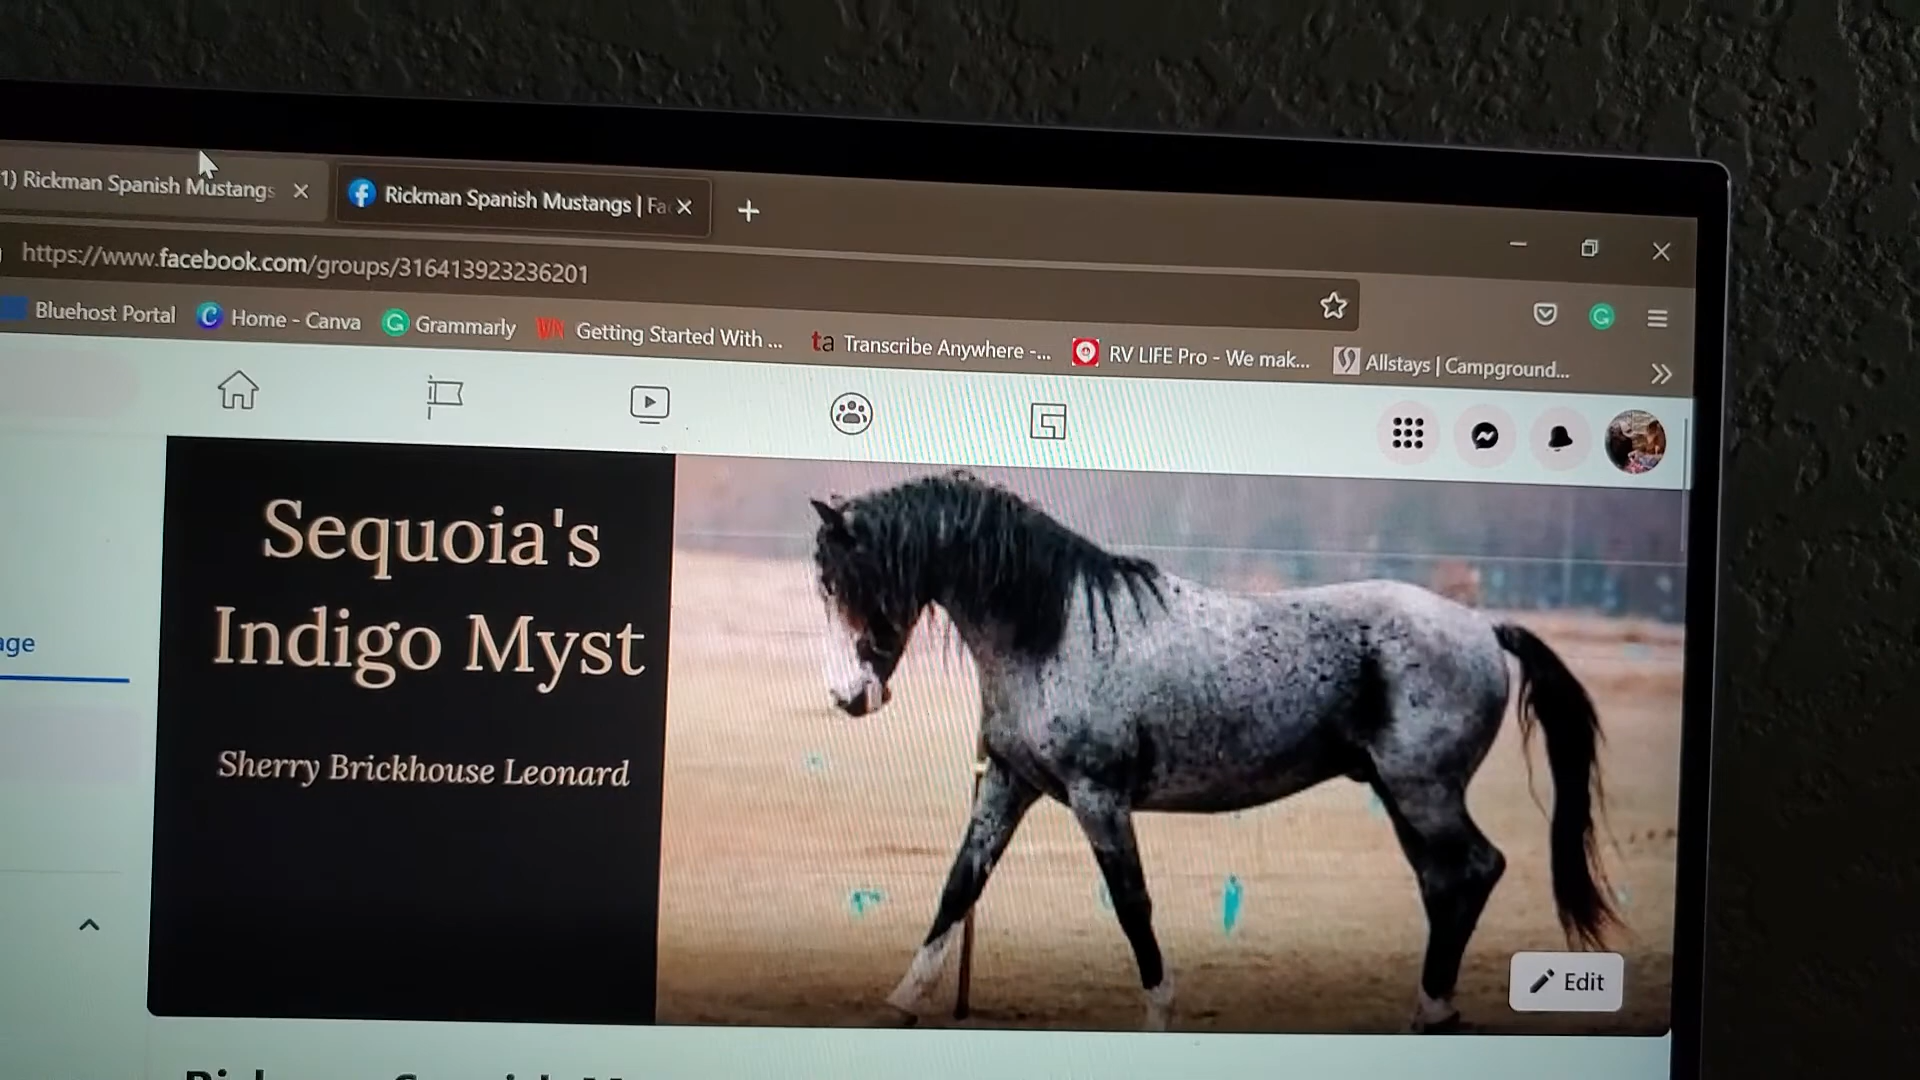 1) Rickman Spanish Mustangs
Rickman Spanish Mustangs | Fa
https://www.facebook.com/groups/316413923236201
Bluehost Portal
Home - Canva
Grammarly
Getting Started With ...
ta Transcribe Anywhere -...
RV LIFE Pro - We mak...
Allstays | Campground...
Sequoia's
Indigo Myst
Sherry Brickhouse Leonard
age
Edit